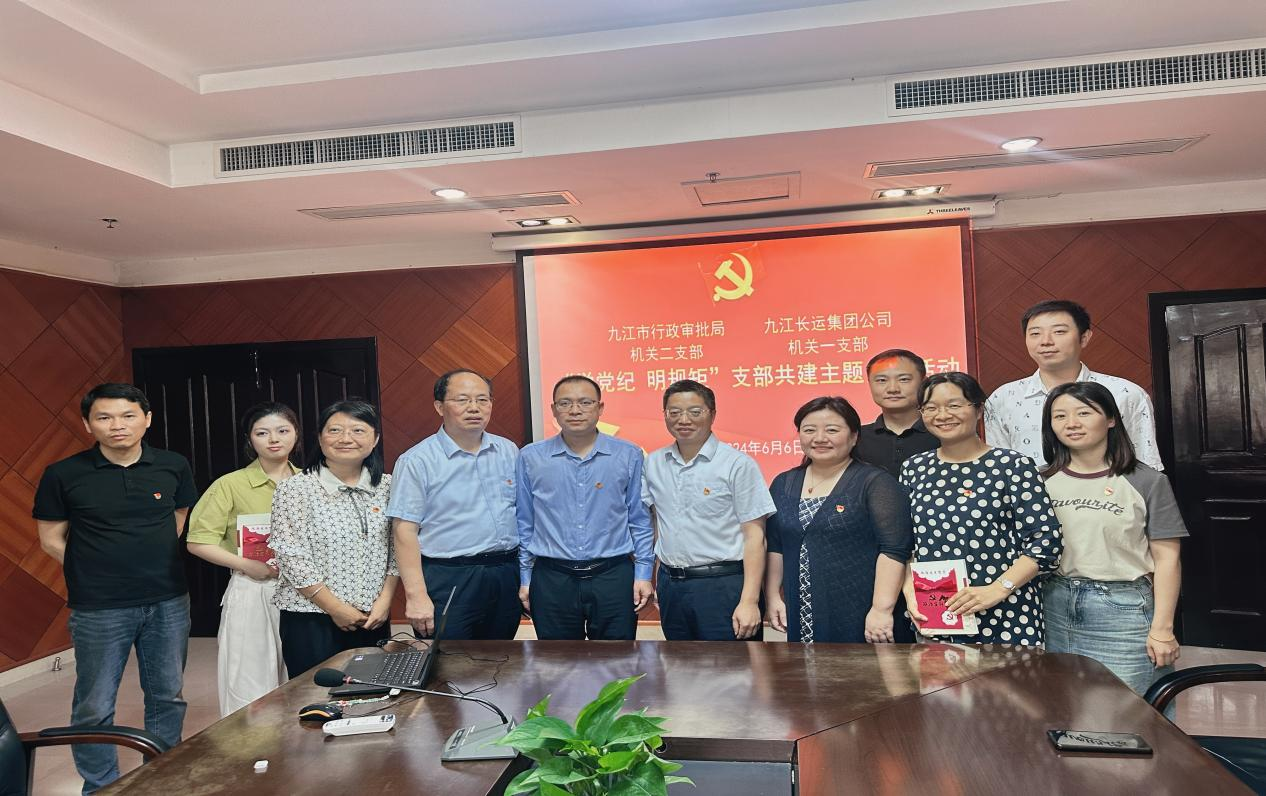 THREELEAVES
九江市行政审批局 九江长运集团公司
机关二支部 机关一支部
党纪 明规矩”支部共建主题 活动
24年6月6日
Favourite